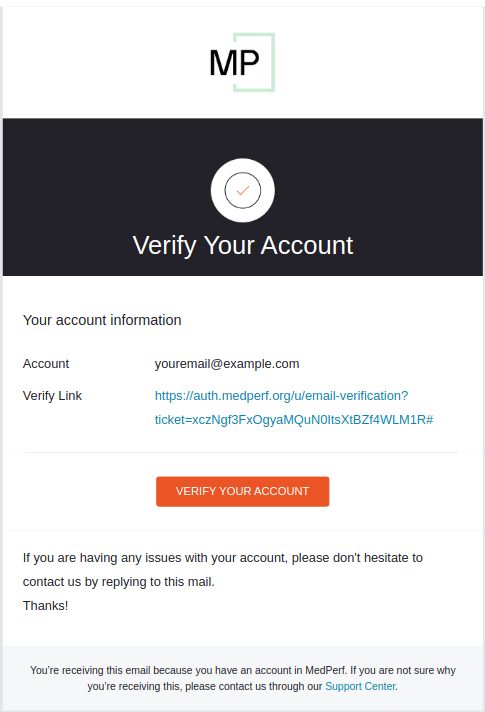 MP
Verify Your Account
Your account information
Account youremail@example.com
Verify Link https://auth.medperf.org/u/email-verification?
ticket=xczNgf3FxOgyaMQuN0ItsXtBZf4WLM1R#
VERIFY YOUR ACCOUNT
If you are having any issues with your account, please don't hesitate to
contact us by replying to this mail.
Thanks!
You're receiving this email because you have an account in MedPerf. If you are not sure why
you're receiving this, please contact us through our Support Center.